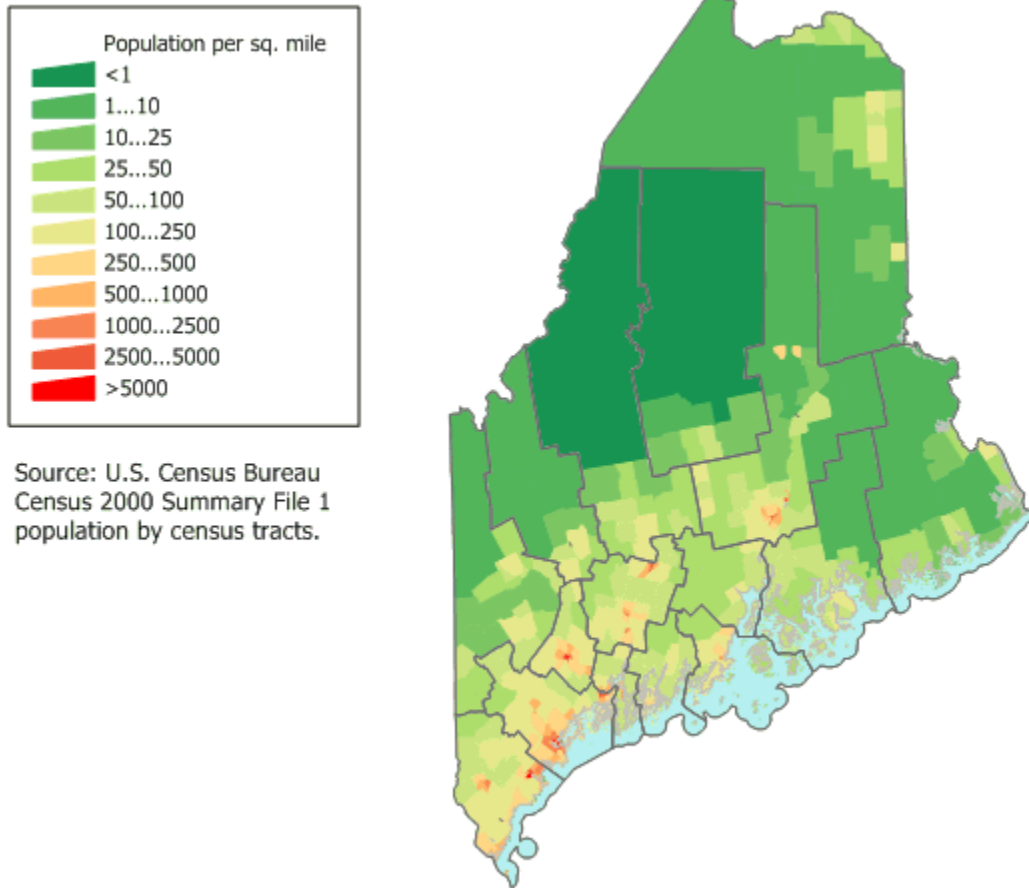 Population per sq. mile
<1
1...10
10...25
25...50
50...100
100...250
250...500
500...1000
1000...2500
2500...5000
>5000
Source: U.S. Census Bureau
Census 2000 Summary File 1
population by census tracts.